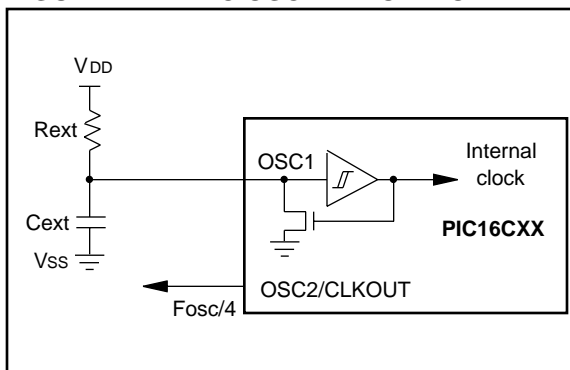 VDD
Rext
OSC1
Internal
clock
Cext
PIC16CXX
VSS
OSC2/CLKOUT
Fosc/4